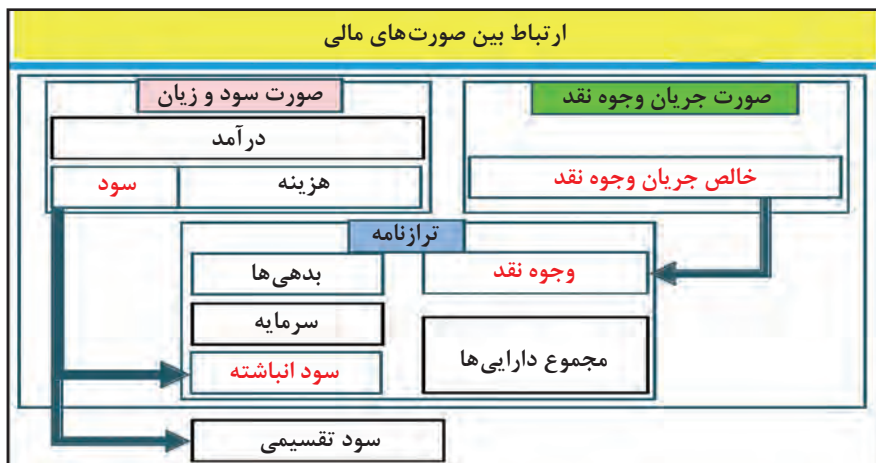 ارتباط بین صورت‌های مالی
صورت جریان وجوه نقد
خالص جریان وجوه نقد
صورت سود و زیان
درآمد
هزینه
سود
ترازنامه
وجوه نقد
مجموع دارایی‌ها
بدهی‌ها
سرمایه
سود انباشته
سود تقسیمی